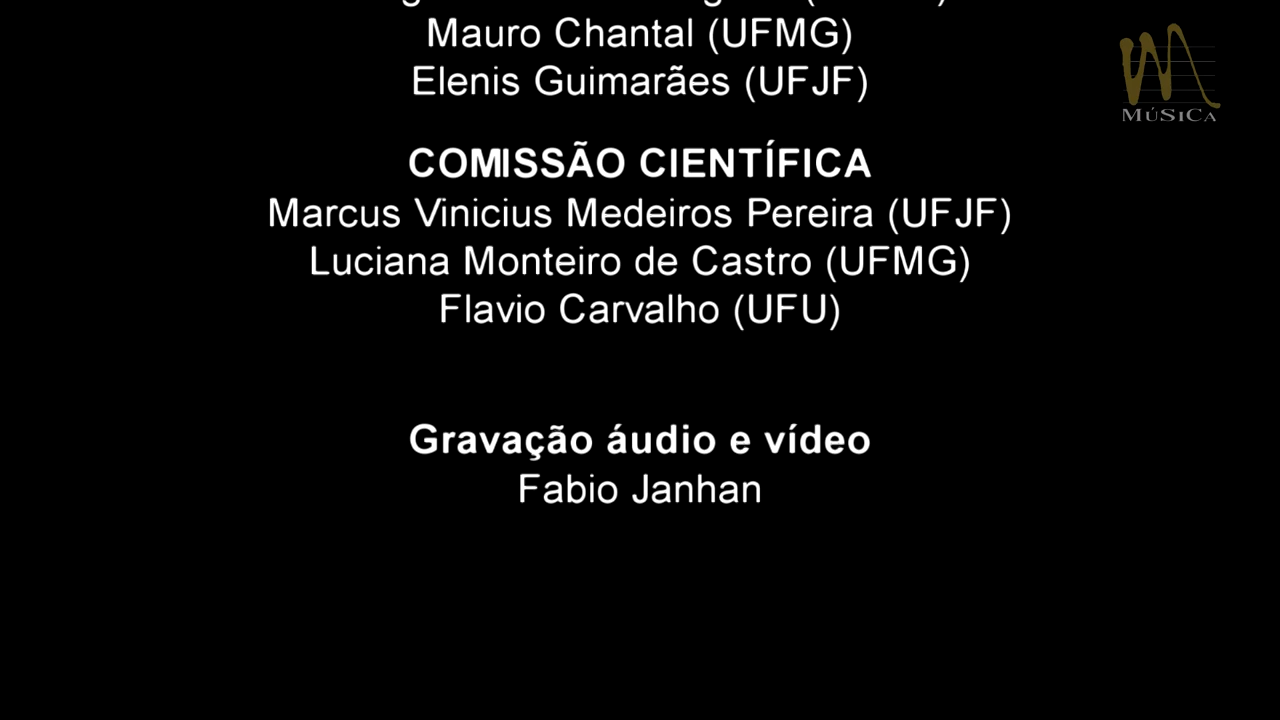 Mauro Chantal (UFMG)
Elenis Guimarães (UFJF)
MÚSiCA
COMISSÃO CIENTÍFICA
Marcus Vinicius Medeiros Pereira (UFJF)
Luciana Monteiro de Castro (UFMG)
Flavio Carvalho (UFU)
Gravação áudio e vídeo
Fabio Janhan